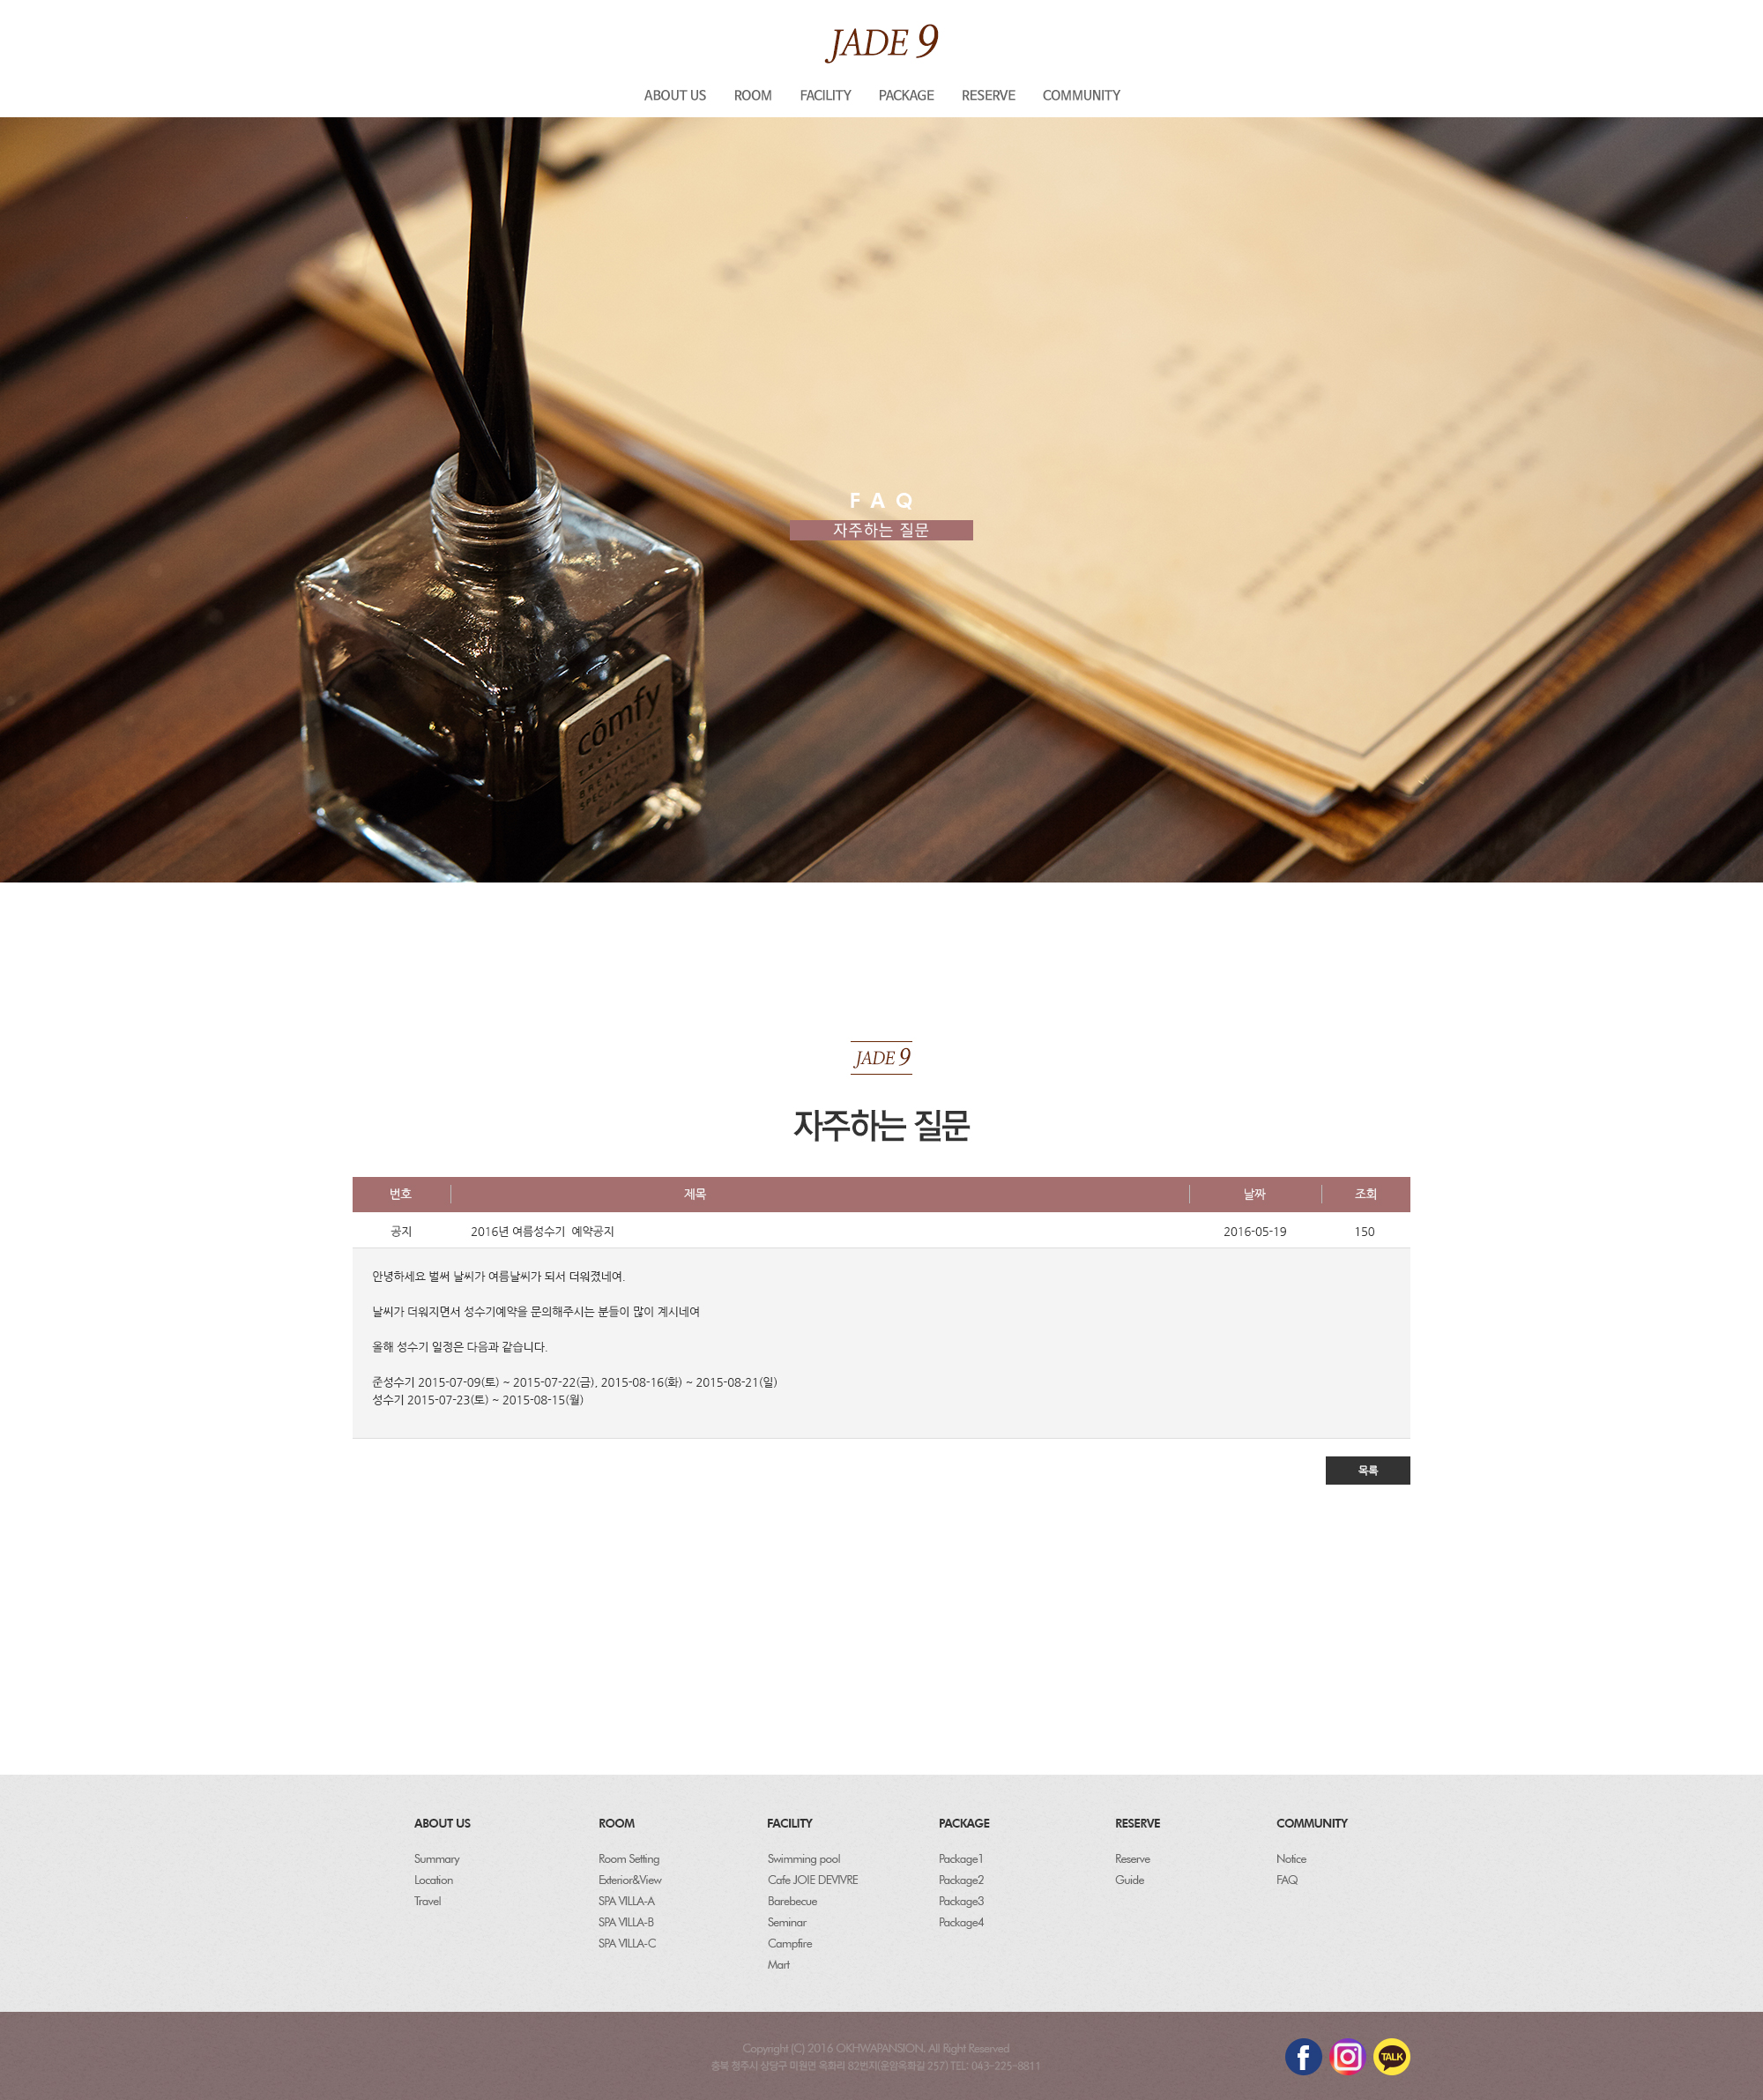 JADE 9
ABOUT US ROOM FACILITY PACKAGE RESERVE COMMUNITY
cōmfy
THERAPIST
BREATHE THE
SPECIAL MOMENT
FAQ
자주하는 질문
JADE 9
자주하는 질문
번호 제목 날짜 조회
공지 2016년 여름성수기 예약공지 2016-05-19 150
안녕하세요 벌써 날씨가 여름날씨가 되서 더워졌네여.
날씨가 더워지면서 성수기예약을 문의해주시는 분들이 많이 계시네여
올해 성수기 일정은 다음과 같습니다.
준성수기 2015-07-09(토) ~ 2015-07-22(금), 2015-08-16(화) ~ 2015-08-21(일)
성수기 2015-07-23(토) ~ 2015-08-15(월)
목록
ABOUT US ROOM FACILITY PACKAGE RESERVE COMMUNITY
Summary Room Setting Swimming pool Package1 Reserve Notice
Location Exterior&View Cafe JOIE DEVIVRE Package2 Guide FAQ
Travel SPA VILLA-A Barebecue Package3
SPA VILLA-B Seminar Package4
SPA VILLA-C Campfire
Mart
Copyright (C) 2016 OKHWAPANSION. All Right Reserved
충북 청주시 상당구 미원면 옥화리 82번지(운암옥화길 257) TEL: 043-225-8811
TALK